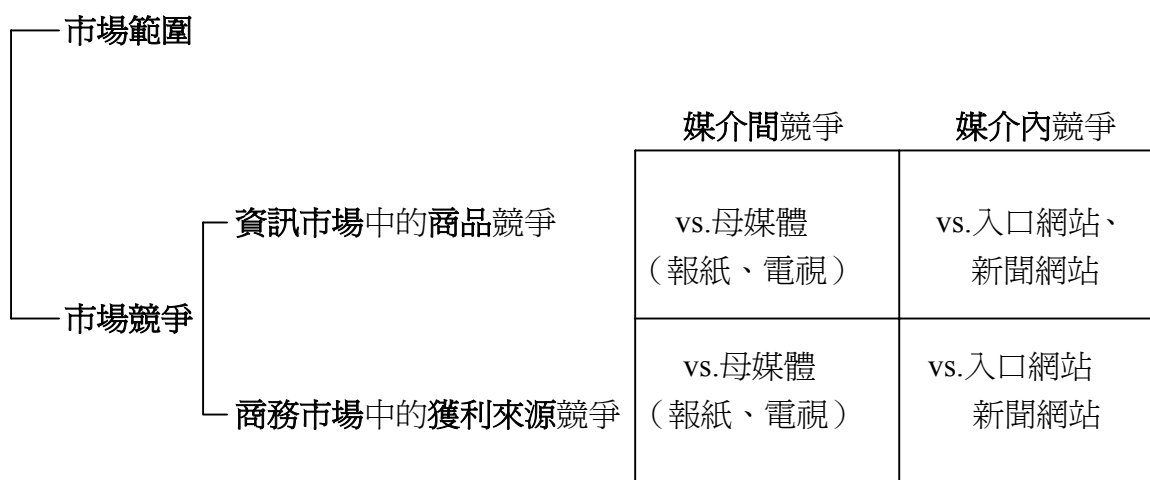 市場範圍
媒介間競爭 媒介內競爭
資訊市場中的商品競爭 vs.母媒體 vs.入口網站、
（報紙、電視） 新聞網站
市場競爭
vs.母媒體 vs.入口網站
商務市場中的獲利來源競爭 （報紙、電視） 新聞網站